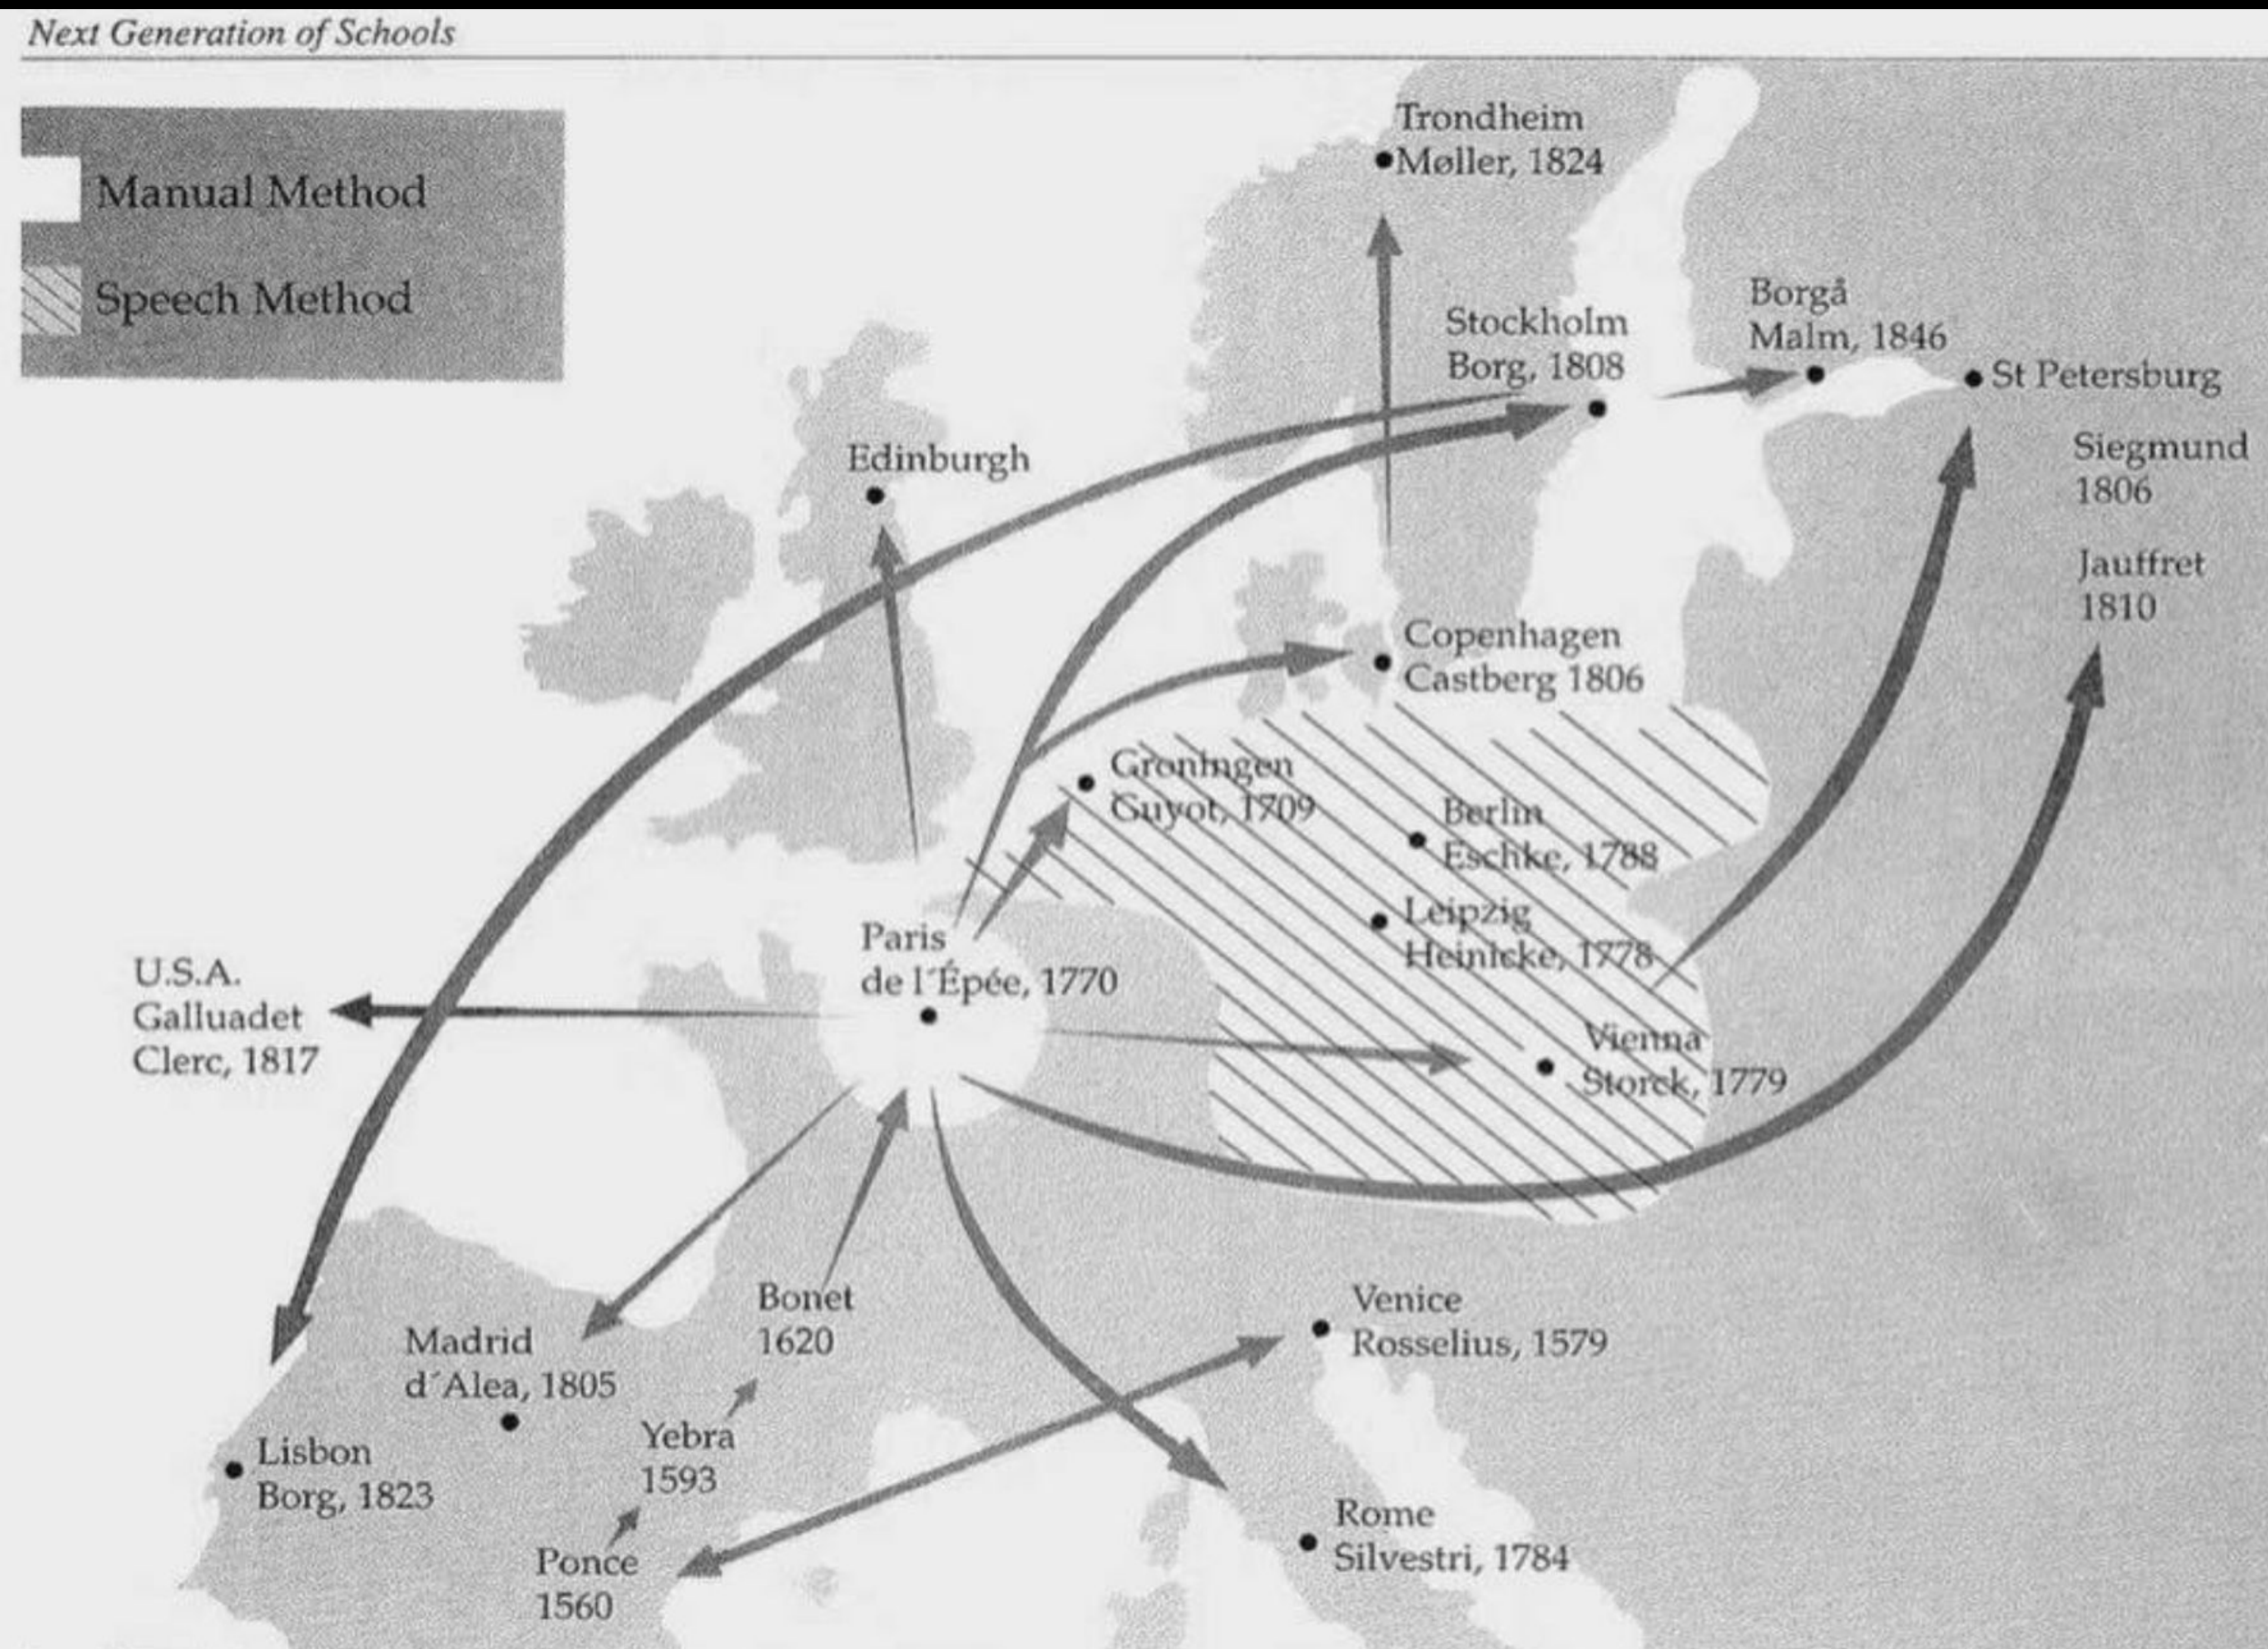 Next Generation of Schools
Manual Method
Speech Method
Trondheim
Møller, 1824
Stockholm
Borg, 1808
Borgå
Malm, 1846
St Petersburg
Siegmund
1806
Jauffret
1810
Edinburgh
Copenhagen
Castberg 1806
Groningen
Guyot, 1709
Berlin
Eschke, 1788
Leipzig
Heinicke, 1778
Paris
de l´Épée, 1770
U.S.A.
Galluadet
Clerc, 1817
Vienna
Storck, 1779
Bonet
1620
Venice
Rosselius, 1579
Madrid
d´Alea, 1805
Yebra
1593
Lisbon
Borg, 1823
Ponce
1560
Rome
Silvestri, 1784